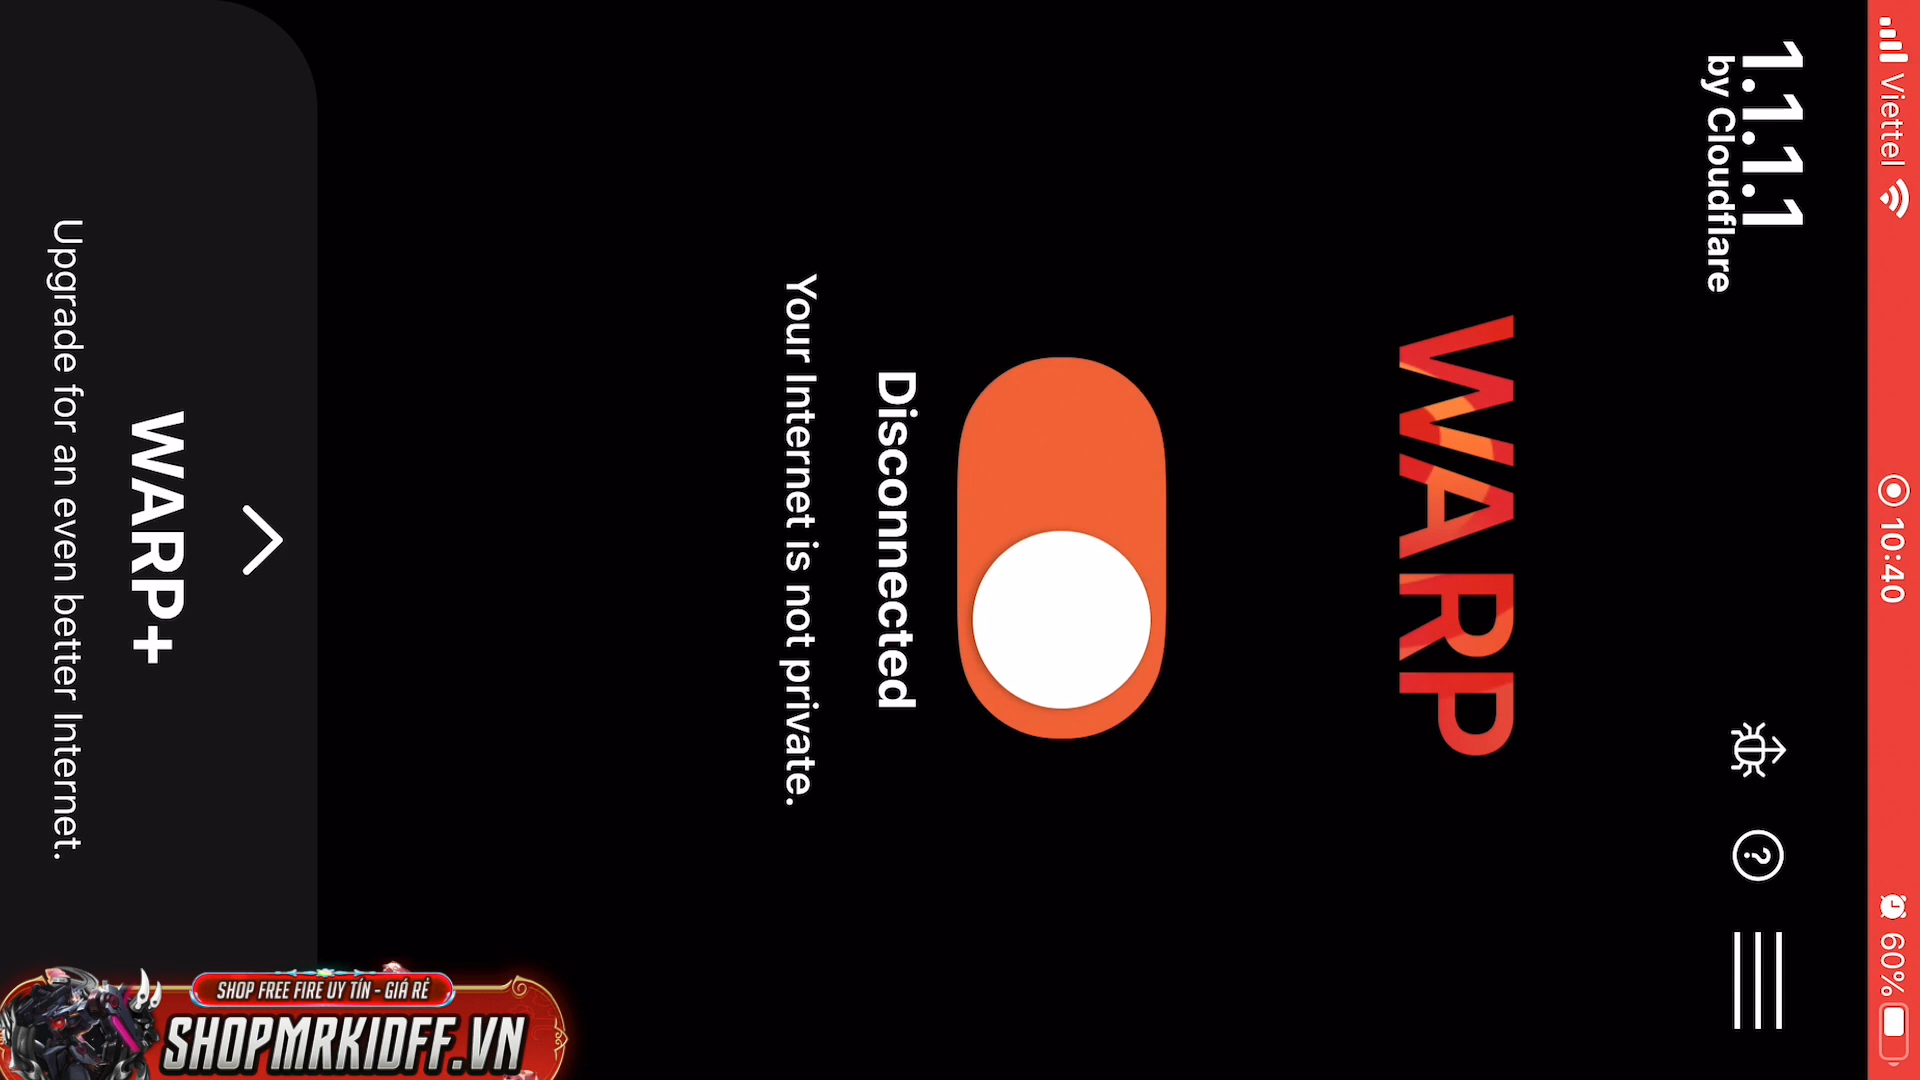 Viettel 10:40 60%
1.1.1.1
by Cloudflare
WARP
Disconnected
Your Internet is not private.
WARP+
Upgrade for an even better Internet.
SHOP FREE FIRE UY TÍN - GIÁ RẺ
SHOPMRKIDFF.VN